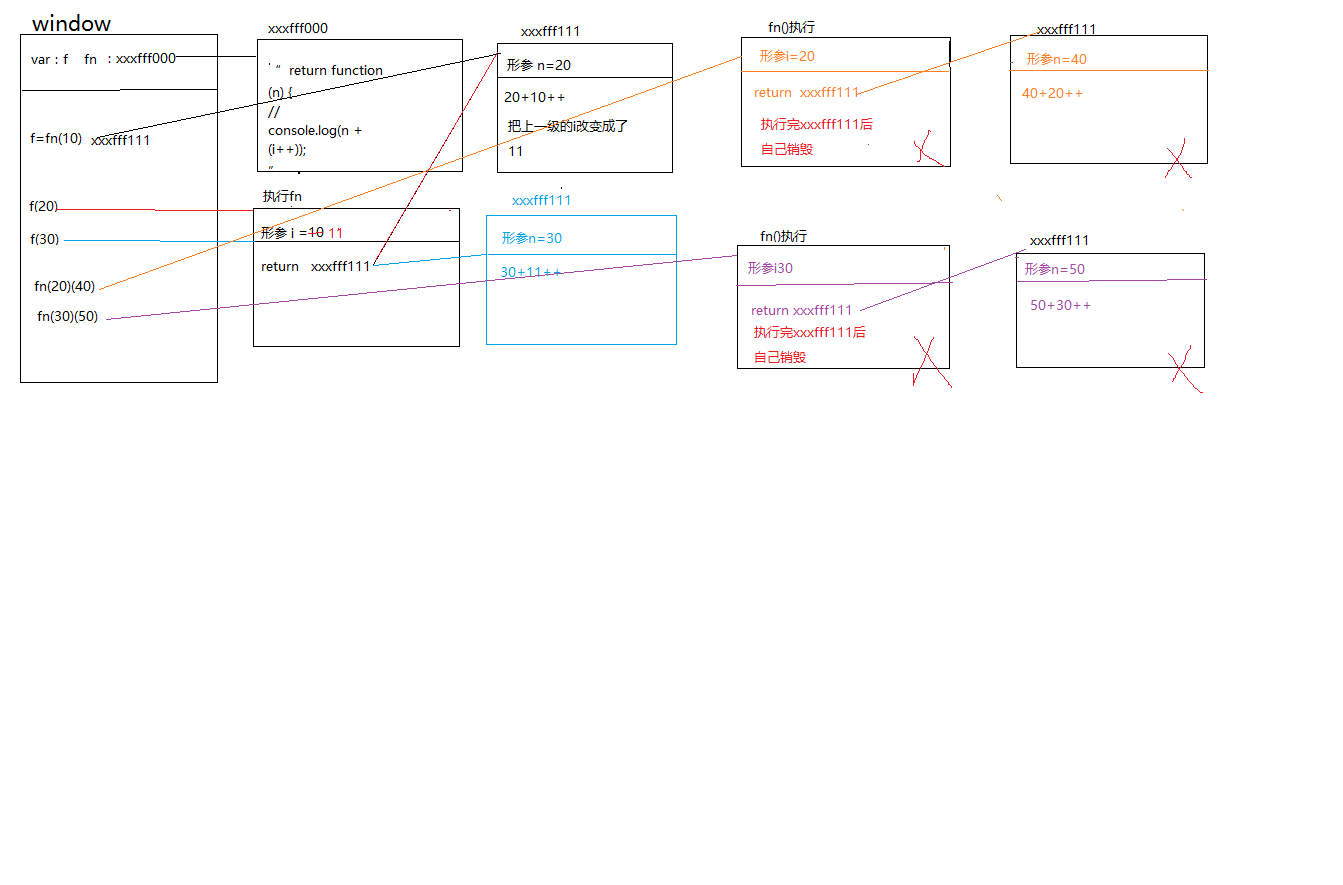 window
var : f fn : xxxfff000
f=fn(10) xxxfff111
f(20)
f(30)
fn(20)(40)
fn(30)(50)
xxxfff000
“ return function
(n) {
//
console.log(n +
(i++));
“
执行fn
形参 i =10 11
return xxxfff111
xxxfff111
形参 n=20
20+10++
把上一级的i改变成了
11
xxxfff111
形参n=30
30+11++
fn()执行
形参i=20
return xxxfff111
执行完xxxfff111后
自己销毁
xxxfff111
形参n=40
40+20++
fn()执行
形参i30
return xxxfff111
执行完xxxfff111后
自己销毁
xxxfff111
形参n=50
50+30++